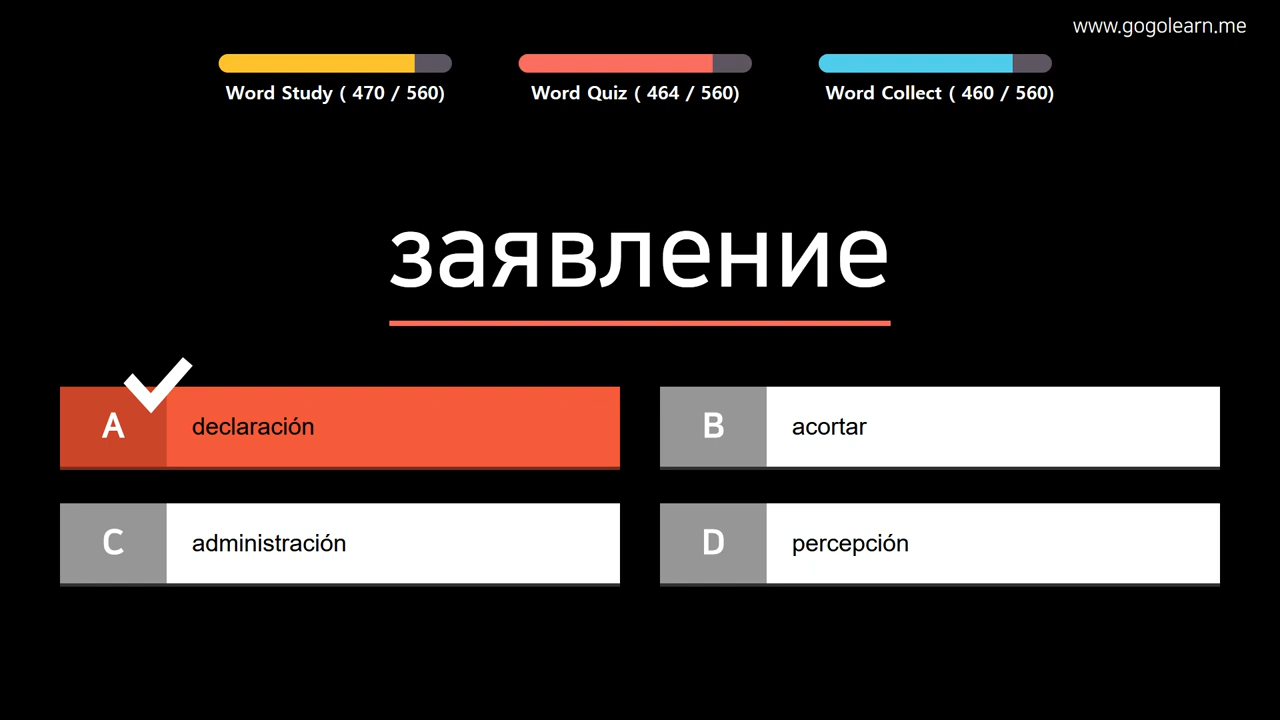 www.gogolearn.me
Word Study ( 470 / 560)
Word Quiz ( 464 / 560)
Word Collect ( 460 / 560)
заявление
A declaración
B acortar
C administración
D percepción